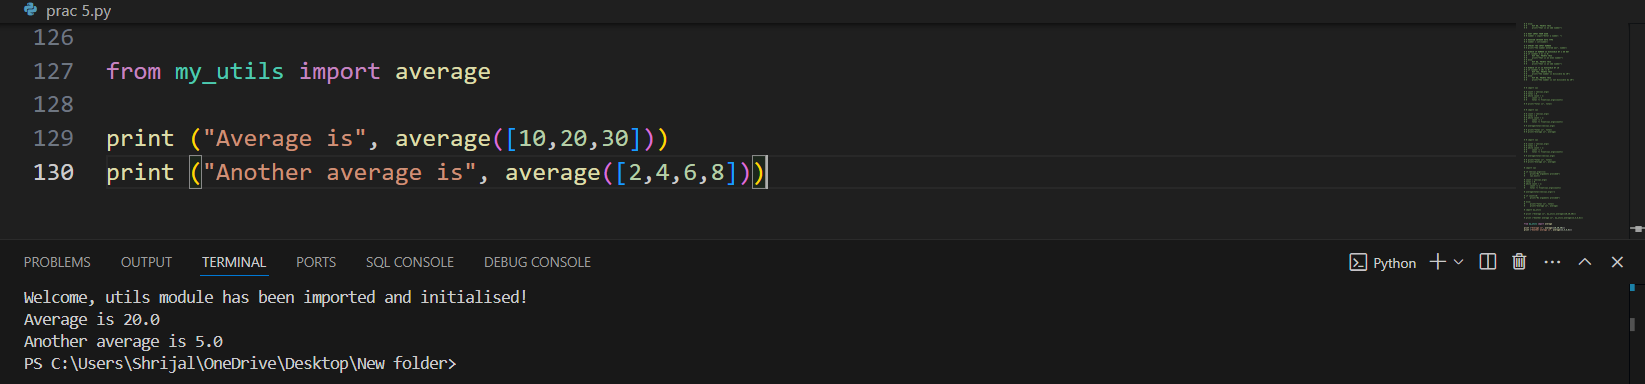 prac 5.py
126
127 from my_utils import average
128
129 print ("Average is", average([10,20,30]))
130 print ("Another average is", average([2,4,6,8]))
PROBLEMS OUTPUT TERMINAL PORTS SQL CONSOLE DEBUG CONSOLE Python
Welcome, utils module has been imported and initialised!
Average is 20.0
Another average is 5.0
PS C:\Users\Shrijal\OneDrive\Desktop\New folder>